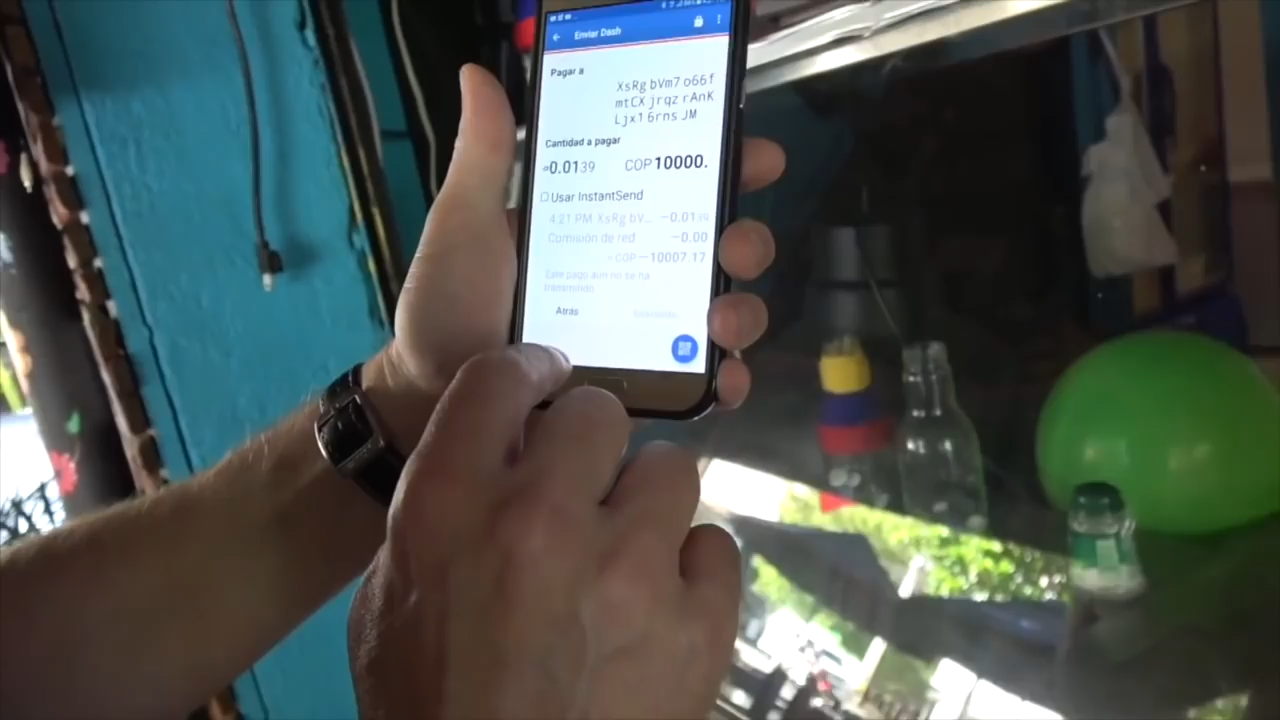 Enviar Dash
Pagar a
XsRg bVm7 o66f
mtCX jrqz rAnK
Ljx1 6rns JM
Cantidad a pagar
0.0139 COP 10000.
Usar InstantSend
4:21 PM XsRg bV... −0.0139
Comisión de red −0.00
COP −10007.17
Este pago aun no se ha
transmitido
Atrás